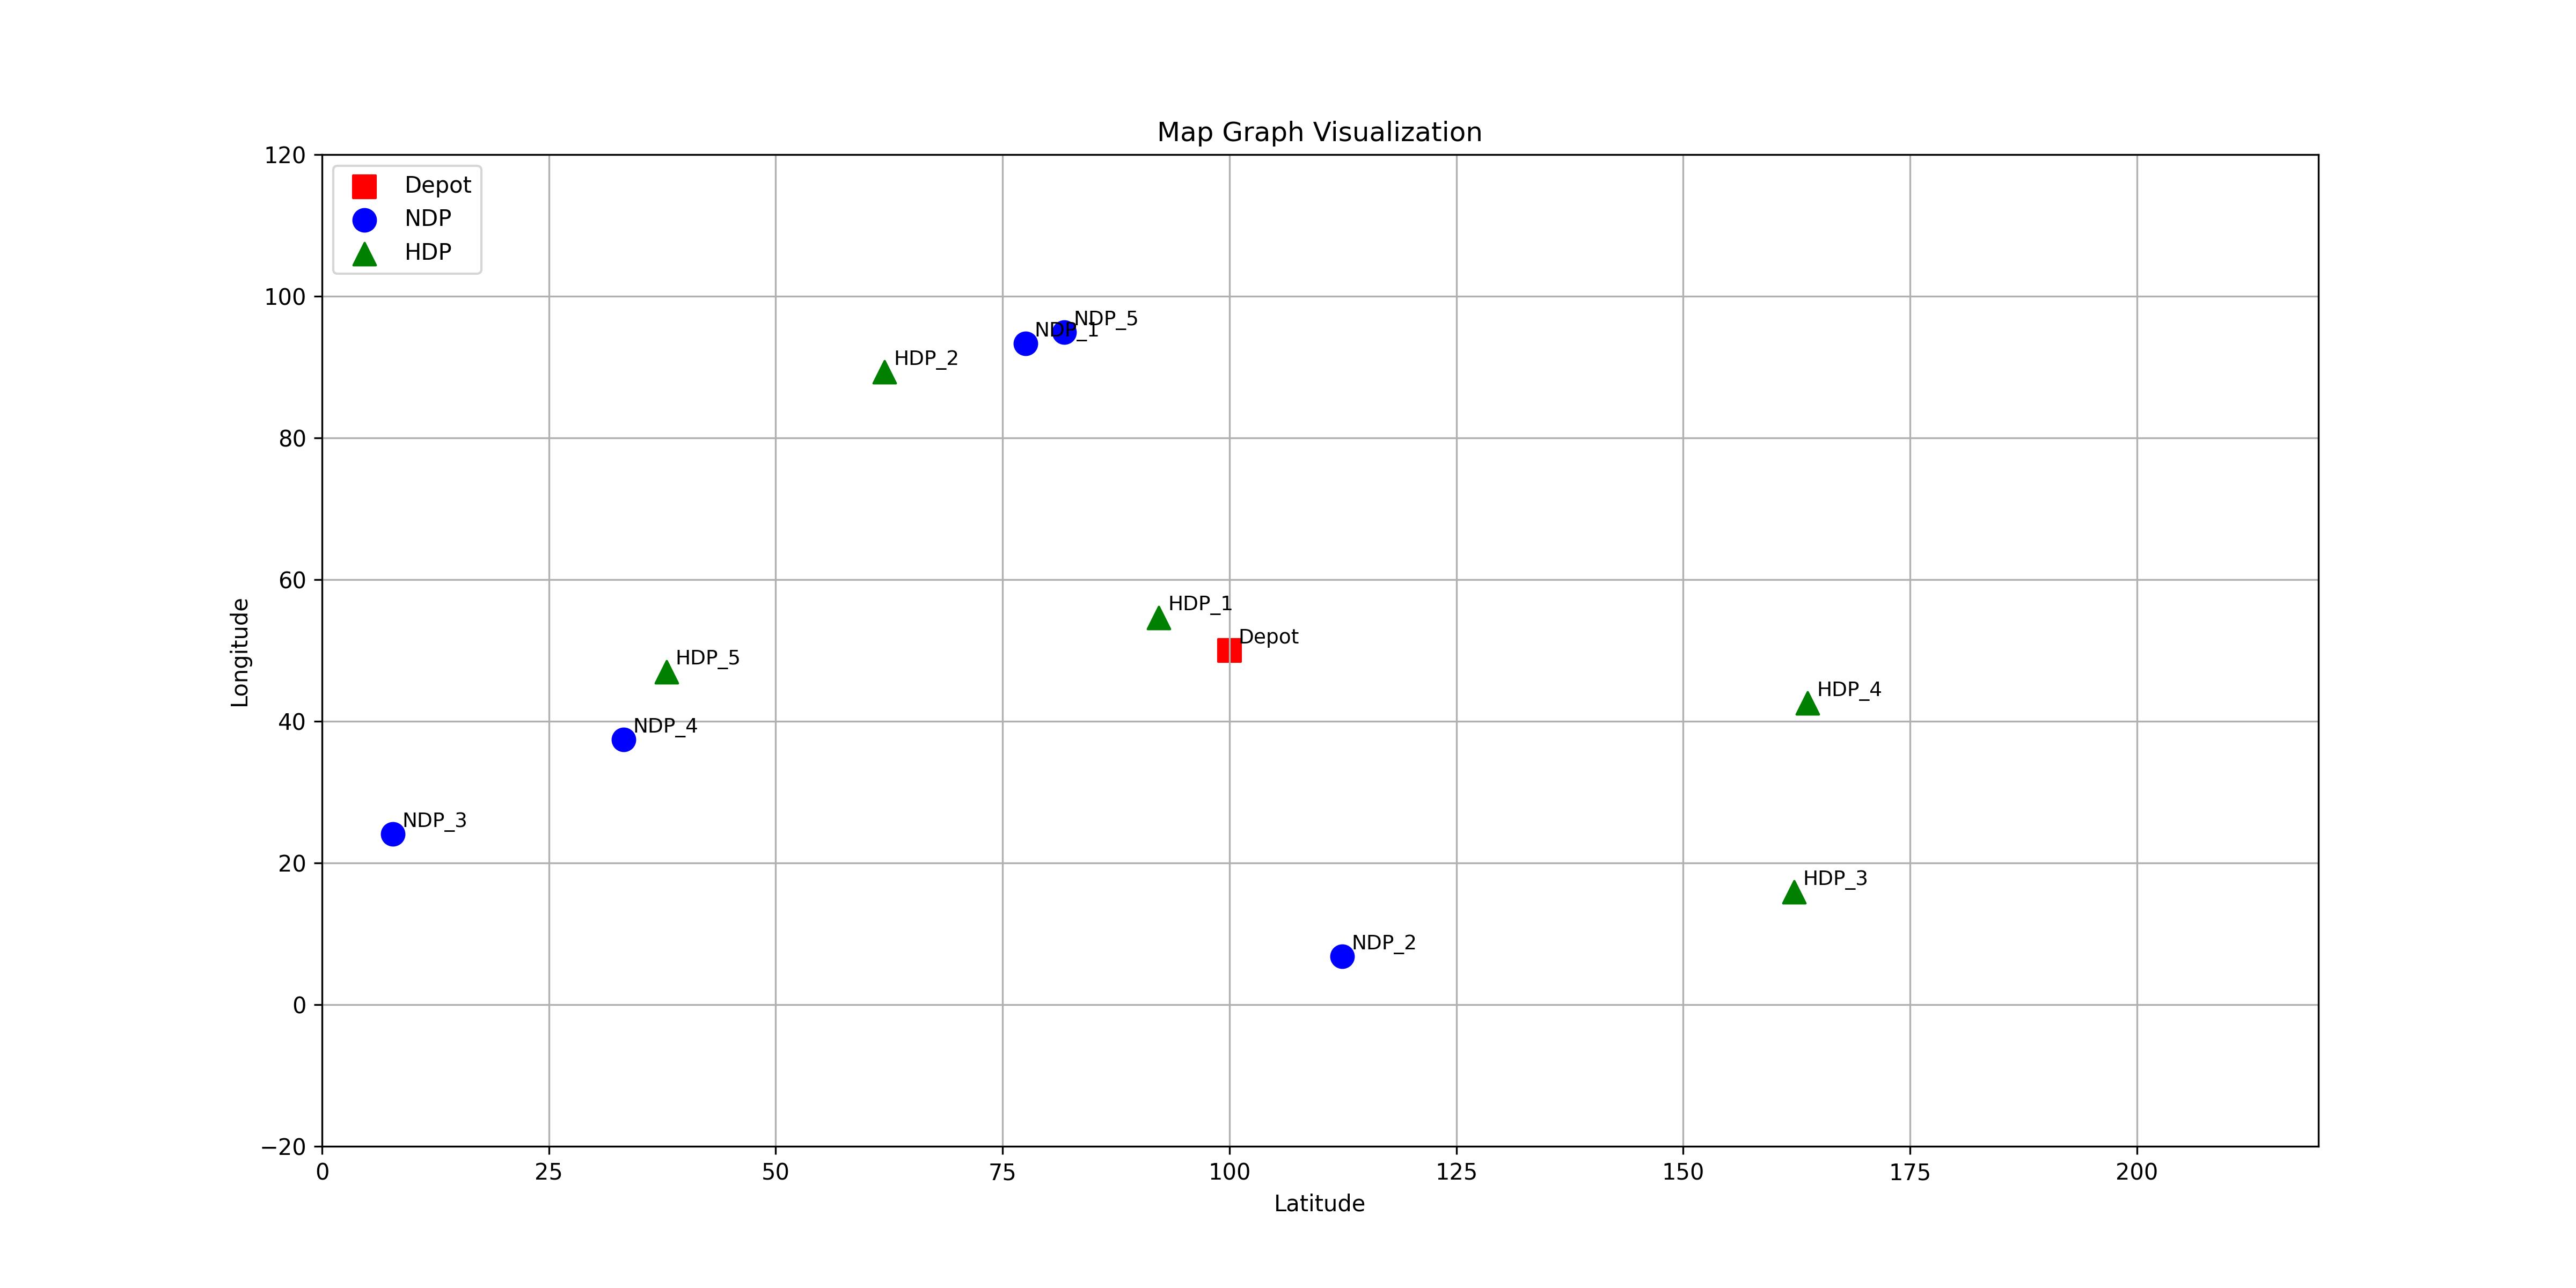 Map Graph Visualization
120
100
80
60
40
20
0
−20
Longitude
Depot
NDP
HDP
NDP_5
NDP_1
HDP_2
HDP_1
Depot
HDP_5
HDP_4
NDP_4
NDP_3
HDP_3
NDP_2
0 25 50 75 100 125 150 175 200
Latitude